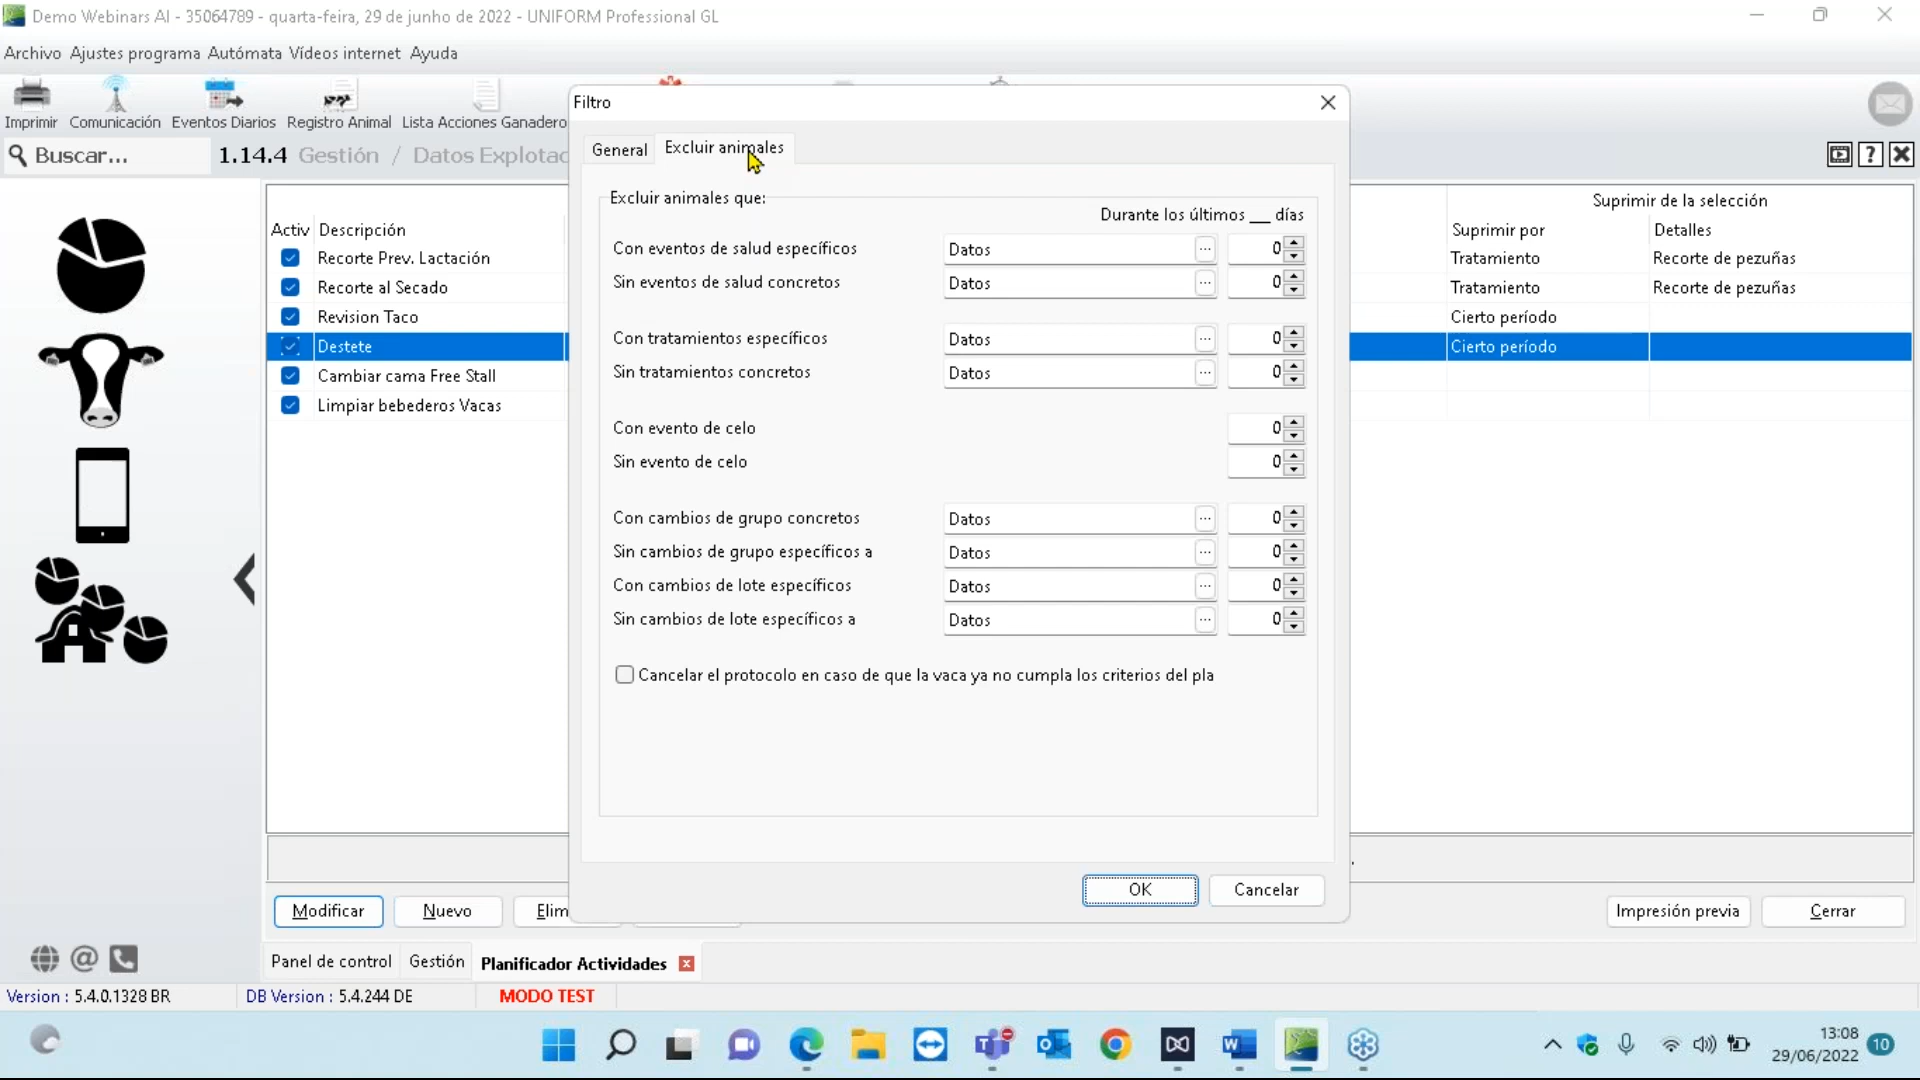 Demo Webinars AI - 35064789 - quarta-feira, 29 de junho de 2022 - UNIFORM Professional GL
Archivo Ajustes programa Autómata Vídeos internet Ayuda
Imprimir Comunicación Eventos Diarios Registro Animal Lista Acciones Ganadero
Buscar... 1.14.4 Gestión / Datos Explotac
Filtro
General Excluir animales
Excluir animales que:
Durante los últimos __ días
Con eventos de salud específicos Datos ... 0
Sin eventos de salud concretos Datos ... 0
Con tratamientos específicos Datos ... 0
Sin tratamientos concretos Datos ... 0
Con evento de celo 0
Sin evento de celo 0
Con cambios de grupo concretos Datos ... 0
Sin cambios de grupo específicos a Datos ... 0
Con cambios de lote específicos Datos ... 0
Sin cambios de lote específicos a Datos ... 0
Cancelar el protocolo en caso de que la vaca ya no cumpla los criterios del pla
OK Cancelar
Activ Descripción
Recorte Prev. Lactación
Recorte al Secado
Revision Taco
Destete
Cambiar cama Free Stall
Limpiar bebederos Vacas
Suprimir de la selección
Suprimir por Detalles
Tratamiento Recorte de pezuñas
Tratamiento Recorte de pezuñas
Cierto período
Cierto período
Modificar Nuevo Elim
Impresión previa Cerrar
Panel de control Gestión Planificador Actividades
Version : 5.4.0.1328 BR DB Version : 5.4.244 DE MODO TEST
13:08
29/06/2022 10